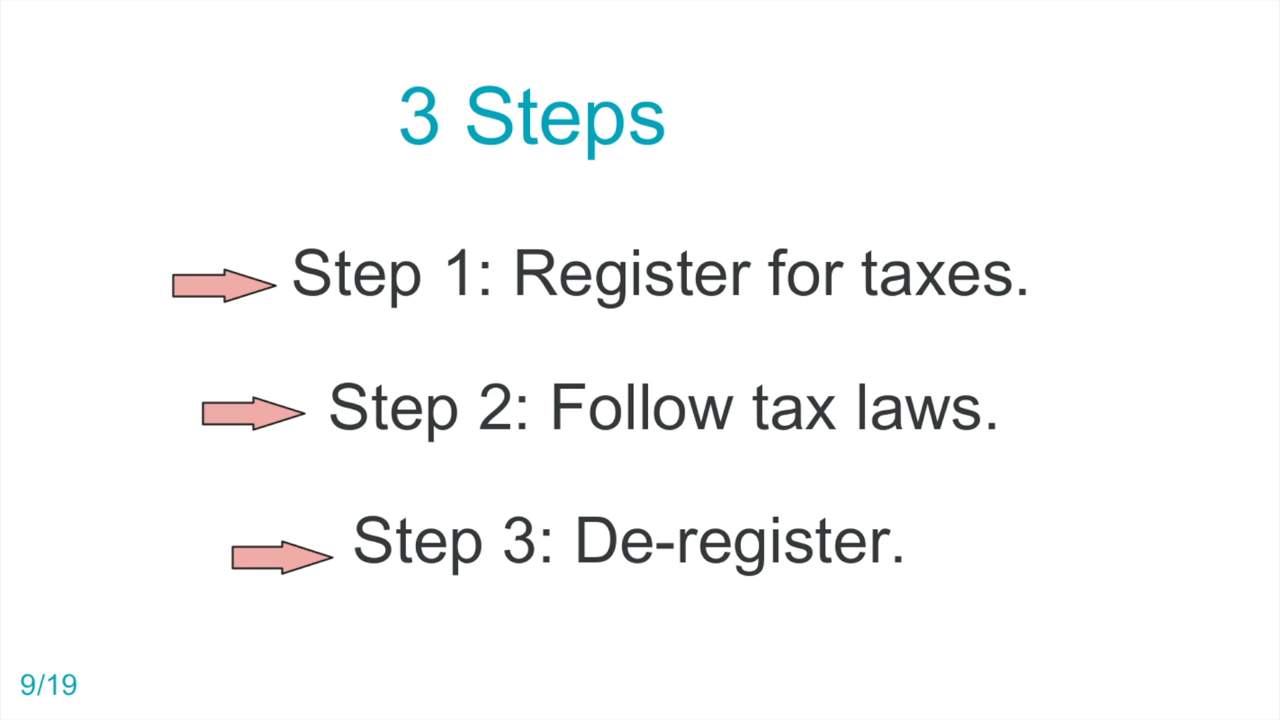 3 Steps
Step 1: Register for taxes.
Step 2: Follow tax laws.
Step 3: De-register.
9/19